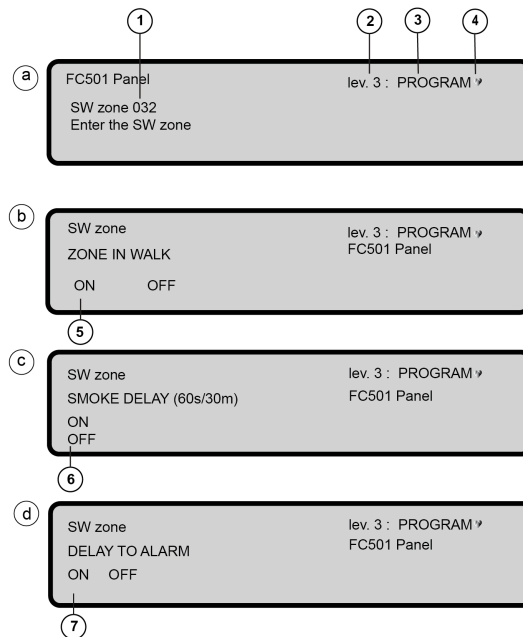 1 2 3 4
a
FC501 Panel lev. 3 : PROGRAM
SW zone 032
Enter the SW zone
b
SW zone lev. 3 : PROGRAM
ZONE IN WALK FC501 Panel
ON OFF
5
c
SW zone lev. 3 : PROGRAM
SMOKE DELAY (60s/30m) FC501 Panel
ON
OFF
6
d
SW zone lev. 3 : PROGRAM
DELAY TO ALARM FC501 Panel
ON OFF
7